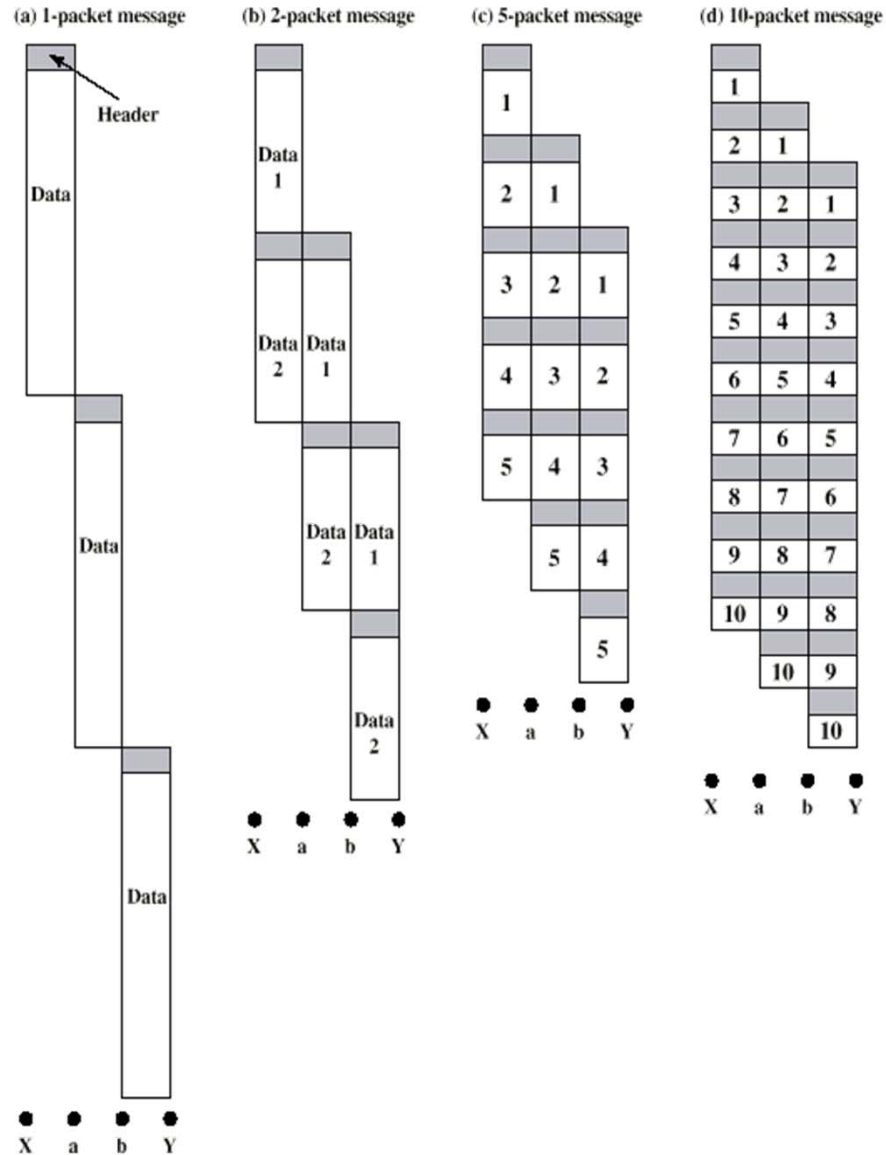 (a) 1-packet message
Header
Data
Data
Data
X a b Y
(b) 2-packet message
Data
1
Data Data
2 1
Data Data
2 1
Data
2
X a b Y
(c) 5-packet message
1
2 1
3 2 1
4 3 2
5 4 3
5 4
5
X a b Y
(d) 10-packet message
1
2 1
3 2 1
4 3 2
5 4 3
6 5 4
7 6 5
8 7 6
9 8 7
10 9 8
10 9
10
X a b Y